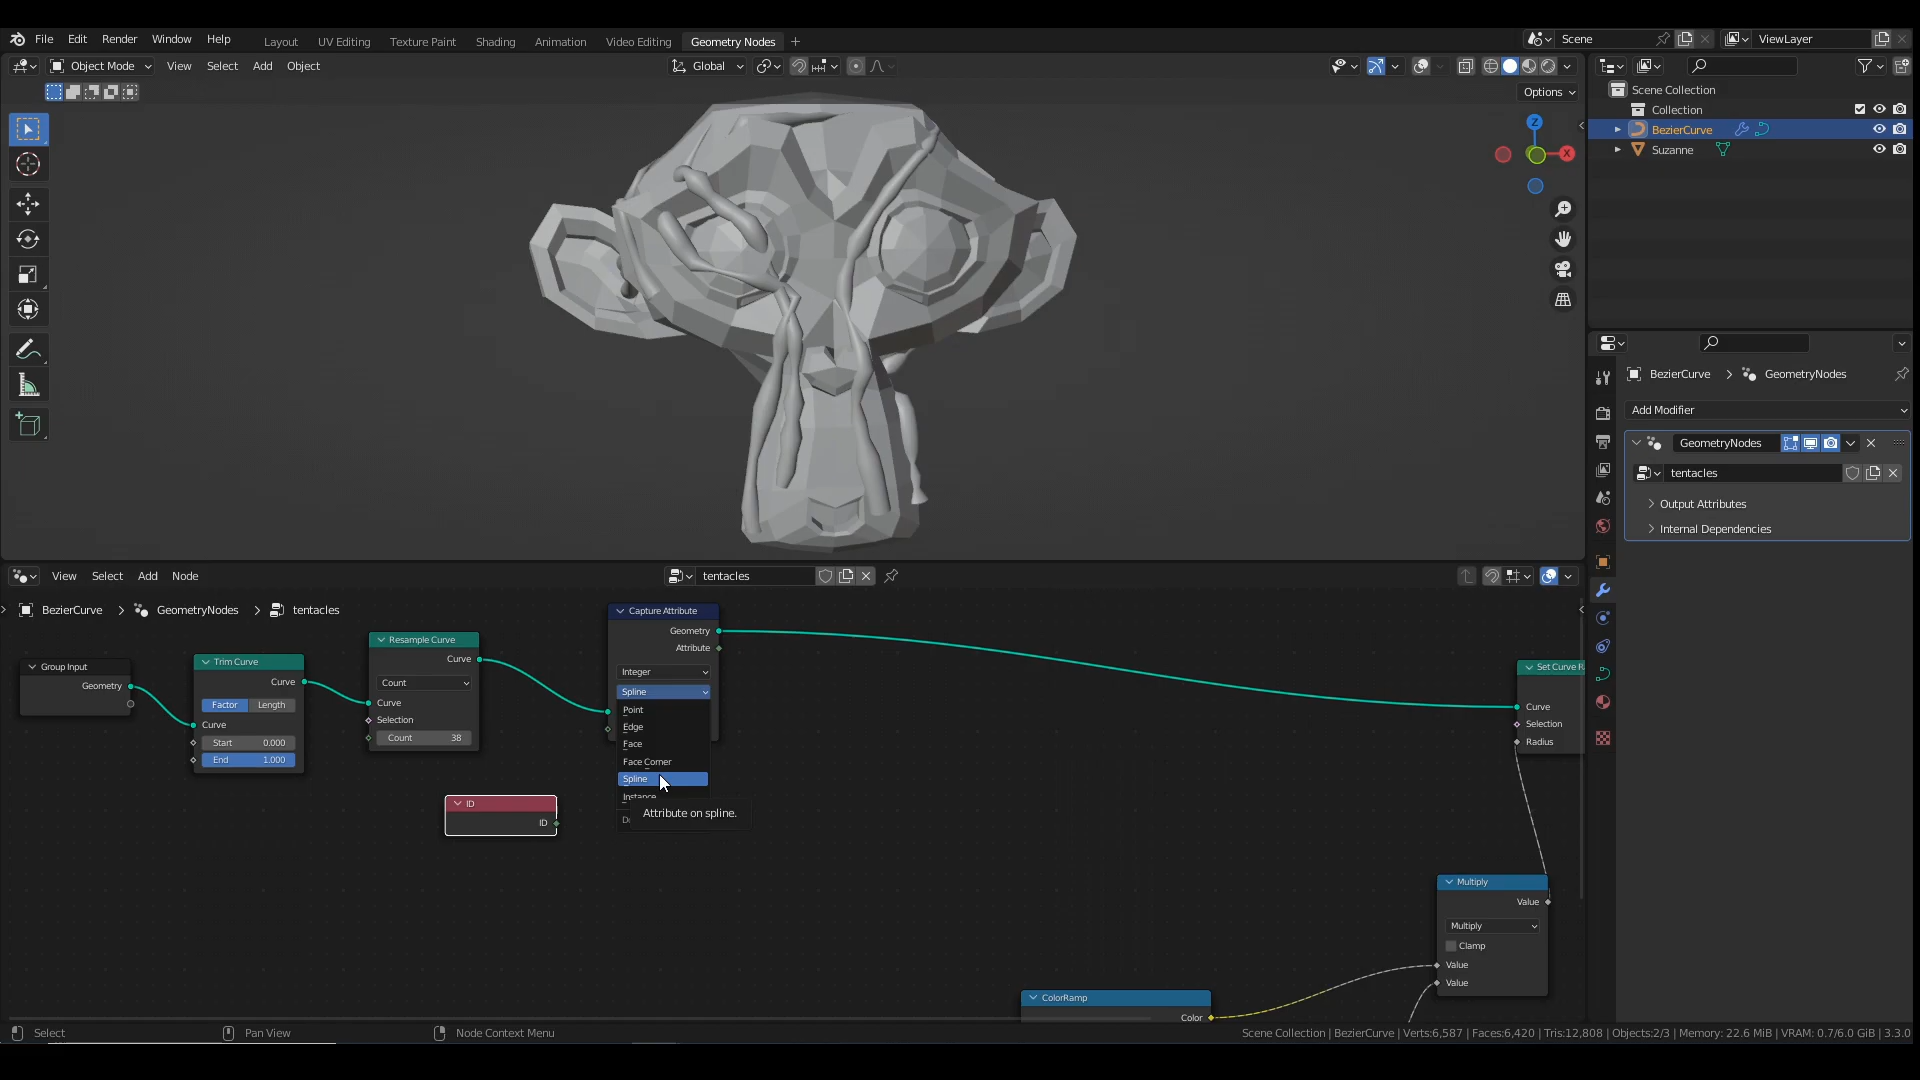 File Edit Render Window Help Layout UV Editing Texture Paint Shading Animation Video Editing Geometry Nodes + Scene ViewLayer
Object Mode View Select Add Object Global
Options
Z
X
Scene Collection
Collection
BezierCurve
Suzanne
BezierCurve > GeometryNodes
Add Modifier
GeometryNodes
tentacles
Output Attributes
Internal Dependencies
View Select Add Node tentacles
BezierCurve > GeometryNodes > tentacles
Group Input
Geometry
Trim Curve
Curve
Factor Length
Curve
Start 0.000
End 1.000
Resample Curve
Curve
Count
Curve
Selection
Count 38
ID
ID
Capture Attribute
Geometry
Attribute
Integer
Spline
Point
Edge
Face
Face Corner
Spline
Instance
Attribute on spline.
Set Curve R
Curve
Selection
Radius
Multiply
Value
Multiply
Clamp
Value
Value
ColorRamp
Color
Select Pan View Node Context Menu Scene Collection | BezierCurve | Verts:6,587 | Faces:6,420 | Tris:12,808 | Objects:2/3 | Memory: 22.6 MiB | VRAM: 0.7/6.0 GiB | 3.3.0